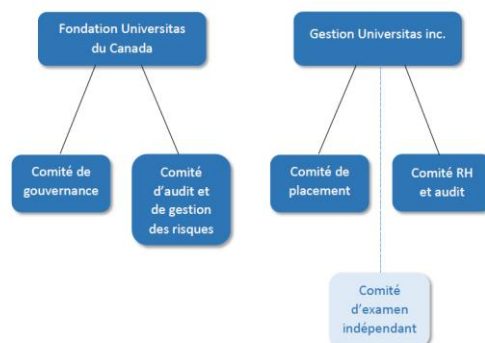 Fondation Universitas
du Canada
Gestion Universitas inc.
Comité de
gouvernance
Comité
d'audit et
de gestion
des risques
Comité de
placement
Comité RH
et audit
Comité
d'examen
indépendant